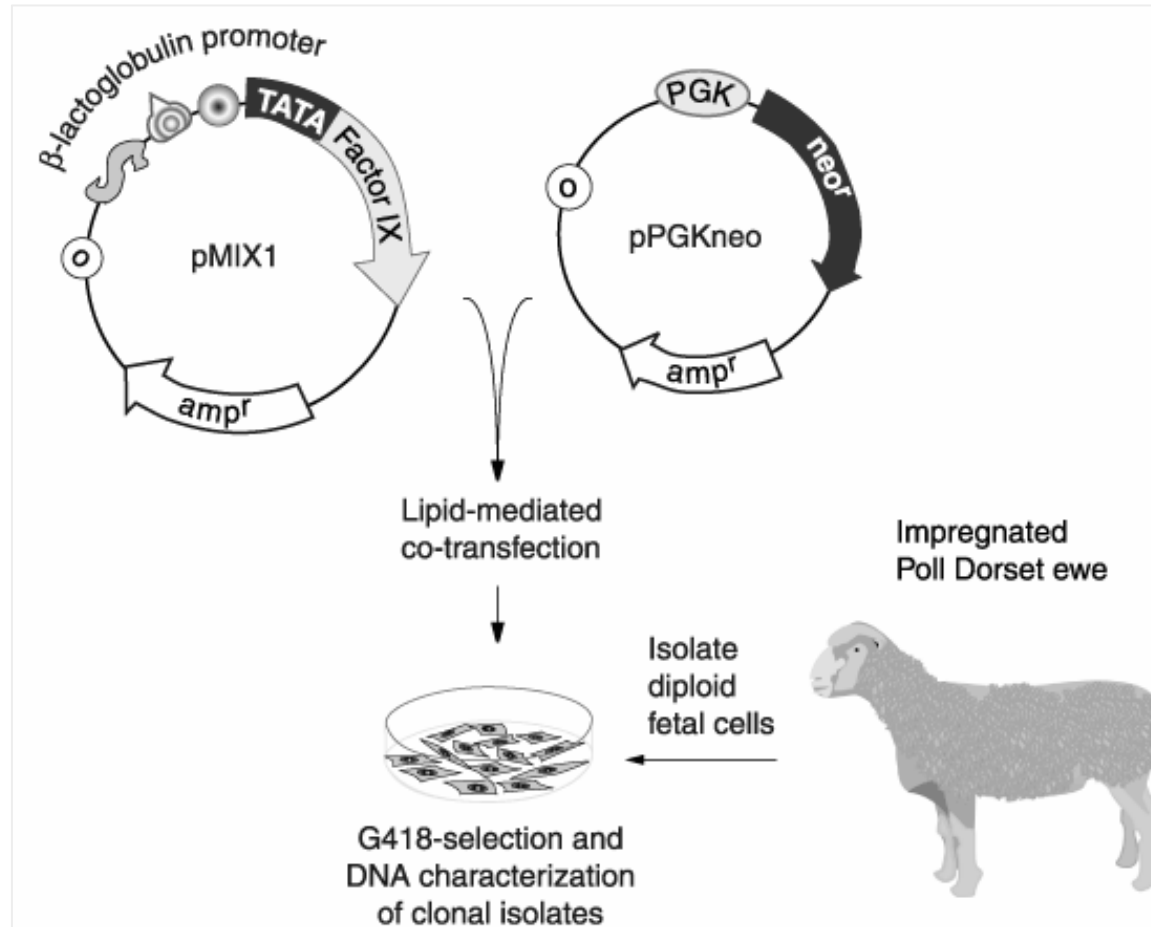 β-lactoglobulin promoter
TATA
Factor IX
o
pMIX1
ampr
PGK
neor
o
pPGKneo
ampr
Lipid-mediated
co-transfection
Impregnated
Poll Dorset ewe
Isolate
diploid
fetal cells
G418-selection and
DNA characterization
of clonal isolates